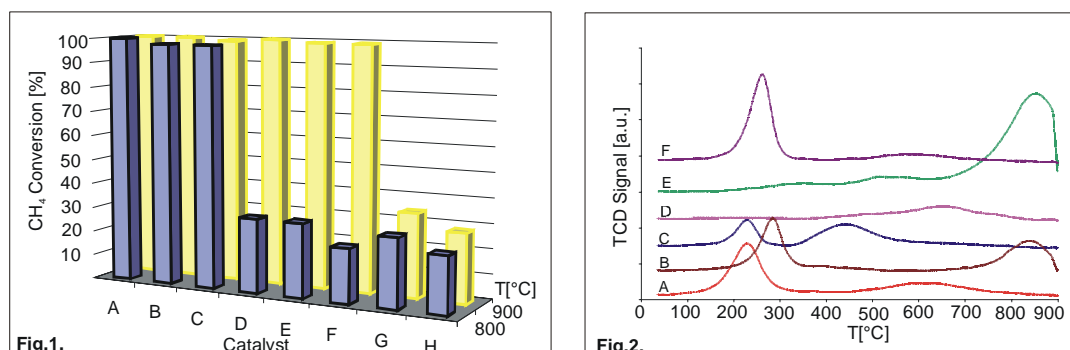 100
90
80
70
60
50
40
30
20
10
CH₄ Conversion [%]
A
B
C
D
E
F
G
H
Catalyst
T[°C]
900
800
Fig.1.
TCD Signal [a.u.]
F
E
D
C
B
A
0 100 200 300 400 500 600 700 800 900
T[°C]
Fig.2.